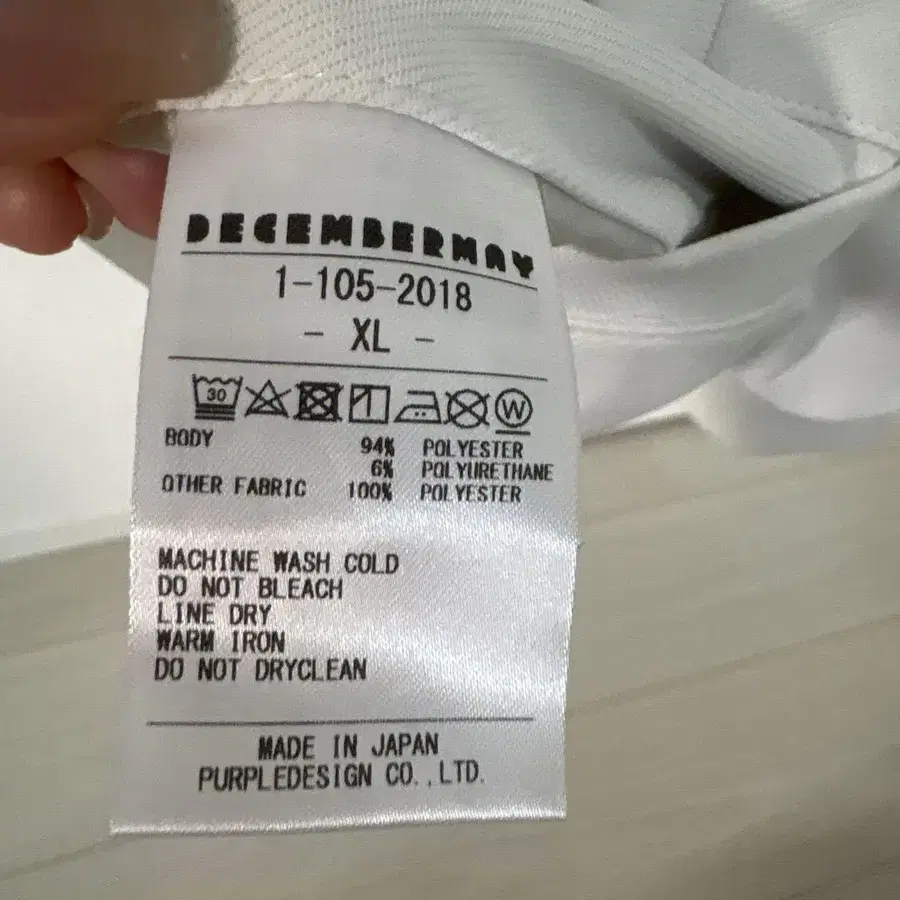 DECEMBERMAY
1-105-2018
- XL -
30 W
BODY 94% POLYESTER
6% POLYURETHANE
OTHER FABRIC 100% POLYESTER
MACHINE WASH COLD
DO NOT BLEACH
LINE DRY
WARM IRON
DO NOT DRYCLEAN
MADE IN JAPAN
PURPLEDESIGN CO.,LTD.